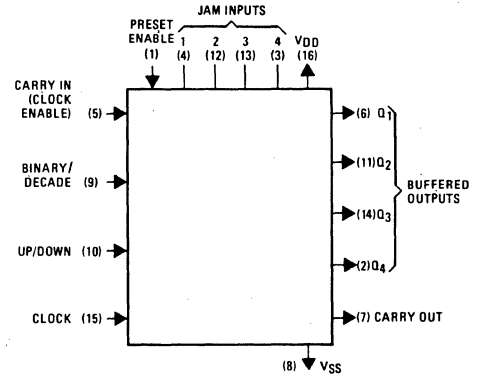 JAM INPUTS
PRESET
ENABLE 1 2 3 4 VDD
(1) (4) (12) (13) (3) (16)
CARRY IN
(CLOCK
ENABLE) (5)
(6) Q1
BINARY/
DECADE (9)
(11) Q2
BUFFERED
OUTPUTS
(14) Q3
UP/DOWN (10)
(2) Q4
CLOCK (15)
(7) CARRY OUT
(8) VSS